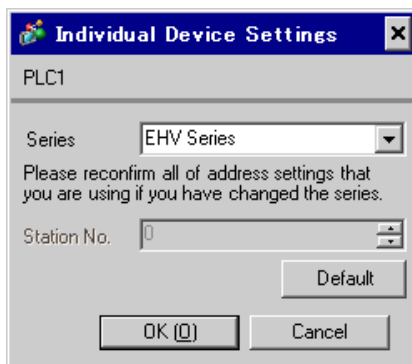 Individual Device Settings
PLC1
Series EHV Series
Please reconfirm all of address settings that
you are using if you have changed the series.
Station No. 0
Default
OK (O) Cancel